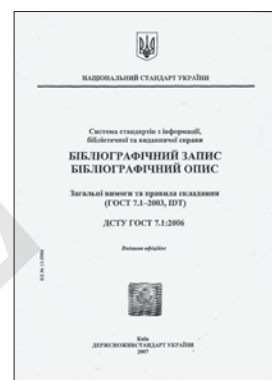 НАЦІОНАЛЬНИЙ СТАНДАРТ УКРАЇНИ
Система стандартів з інформації,
бібліотечної та видавничої справи
БІБЛІОГРАФІЧНИЙ ЗАПИС
БІБЛІОГРАФІЧНИЙ ОПИС
Загальні вимоги та правила складання
(ГОСТ 7.1–2003, IDT)
ДСТУ ГОСТ 7.1:2006
Видання офіційне
Київ
ДЕРЖСПОЖИВСТАНДАРТ УКРАЇНИ
2007